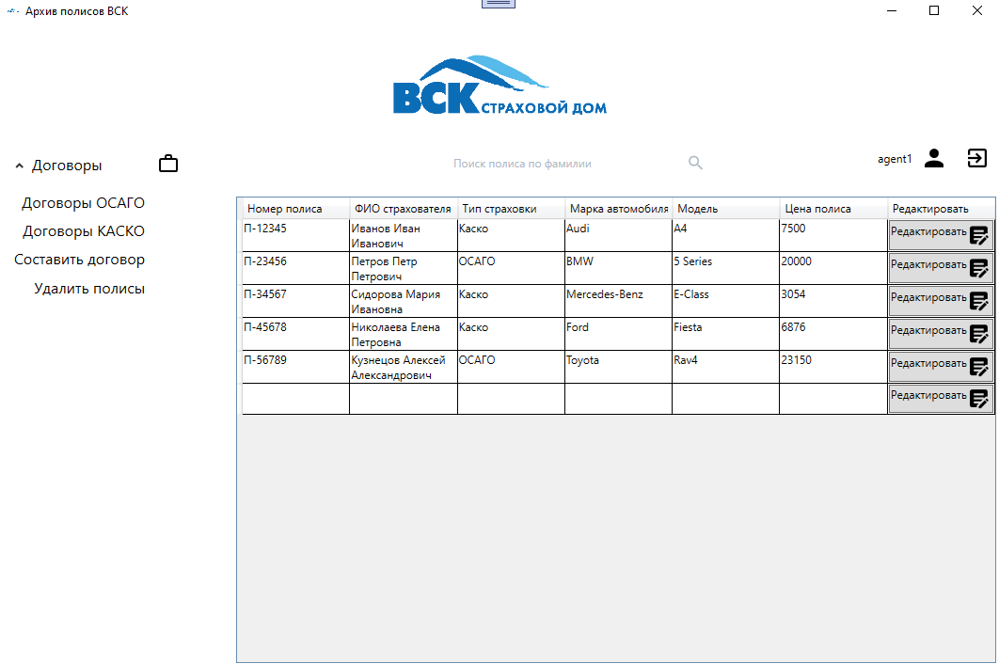 Архив полисов ВСК
ВСК СТРАХОВОЙ ДОМ
Договоры
Поиск полиса по фамилии
agent1
Договоры ОСАГО
Договоры КАСКО
Составить договор
Удалить полисы
Номер полиса ФИО страхователя Тип страховки Марка автомобиля Модель Цена полиса Редактировать
П-12345 Иванов Иван Каско Audi A4 7500 Редактировать
Иванович
П-23456 Петров Петр ОСАГО BMW 5 Series 20000 Редактировать
Петрович
П-34567 Сидорова Мария Каско Mercedes-Benz E-Class 3054 Редактировать
Ивановна
П-45678 Николаева Елена Каско Ford Fiesta 6876 Редактировать
Петровна
П-56789 Кузнецов Алексей ОСАГО Toyota Rav4 23150 Редактировать
Александрович
Редактировать